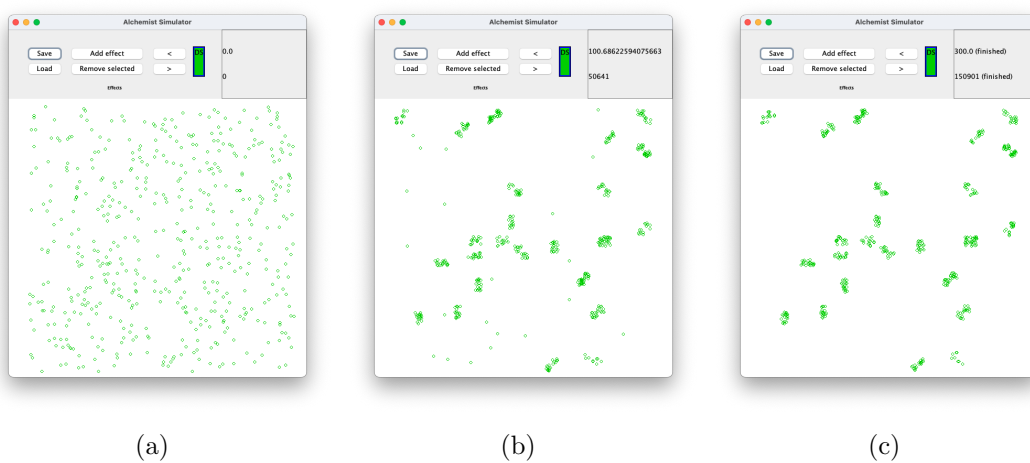 Alchemist Simulator
Save Add effect < DS 0.0
Load Remove selected > 0
Effects
Alchemist Simulator
Save Add effect < DS 100.68622594075663
Load Remove selected > 50641
Effects
Alchemist Simulator
Save Add effect < DS 300.0 (finished)
Load Remove selected > 150901 (finished)
Effects
(a) (b) (c)